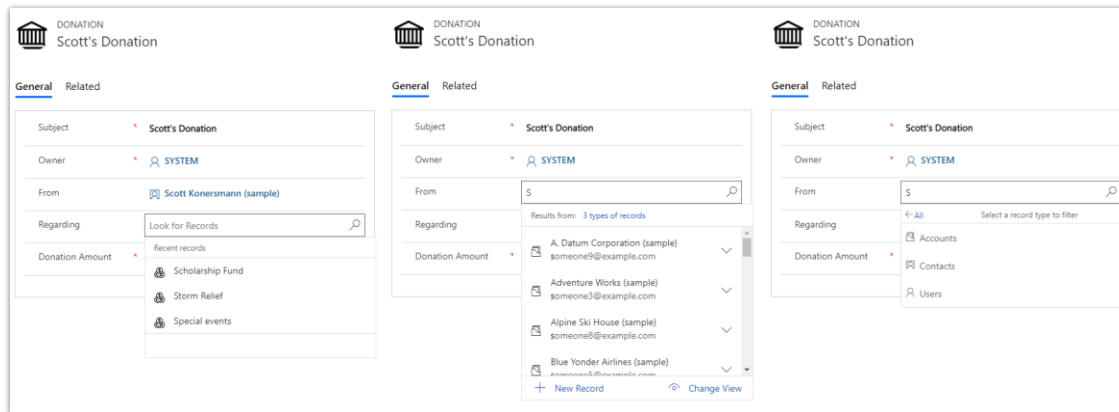 DONATION
Scott's Donation
General Related
Subject * Scott's Donation
Owner * SYSTEM
From Scott Konersmann (sample)
Regarding Look for Records
Recent records
Donation Amount *
Scholarship Fund
Storm Relief
Special events
DONATION
Scott's Donation
General Related
Subject * Scott's Donation
Owner * SYSTEM
From S
Results from: 3 types of records
Regarding
Donation Amount *
A. Datum Corporation (sample)
someone9@example.com
Adventure Works (sample)
someone3@example.com
Alpine Ski House (sample)
someone8@example.com
Blue Yonder Airlines (sample)
someone5@example.com
+ New Record Change View
DONATION
Scott's Donation
General Related
Subject * Scott's Donation
Owner * SYSTEM
From S
←All Select a record type to filter
Regarding
Donation Amount *
Accounts
Contacts
Users